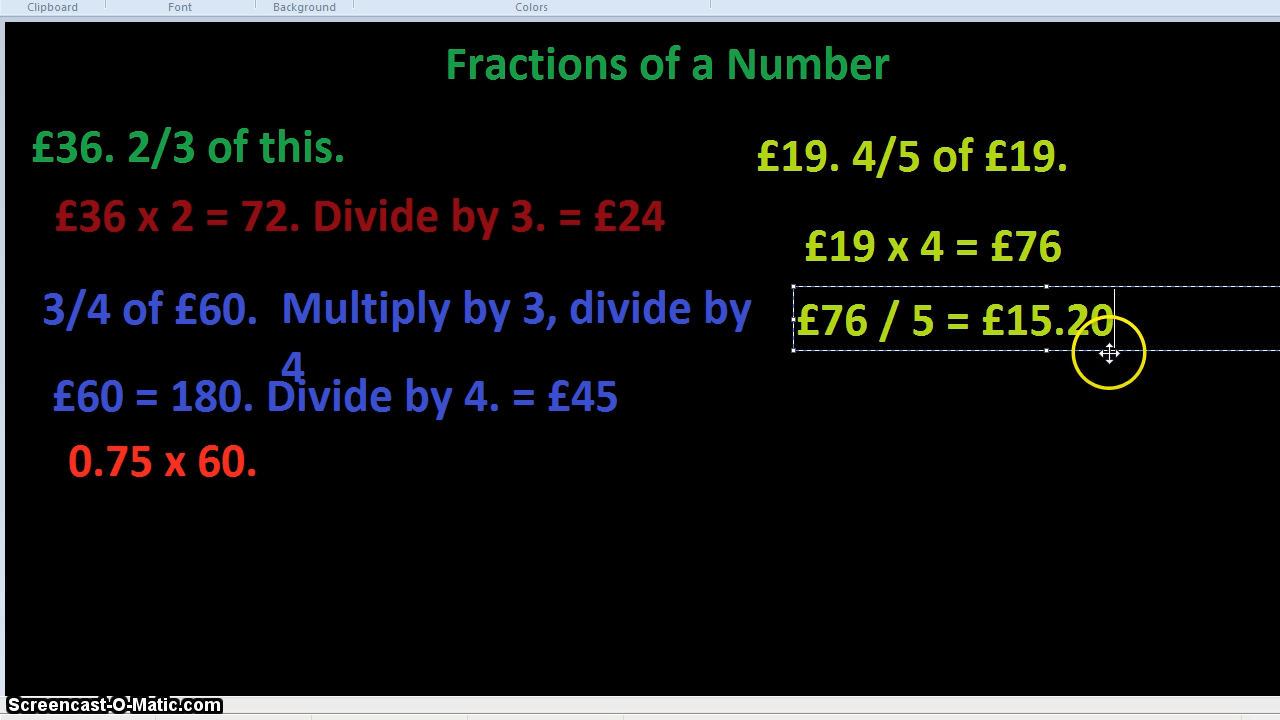 Clipboard Font Background Colors
Fractions of a Number
£36. 2/3 of this.
£36 x 2 = 72. Divide by 3. = £24
3/4 of £60. Multiply by 3, divide by
4
£60 = 180. Divide by 4. = £45
0.75 x 60.
£19. 4/5 of £19.
£19 x 4 = £76
£76 / 5 = £15.20
Screencast-O-Matic.com